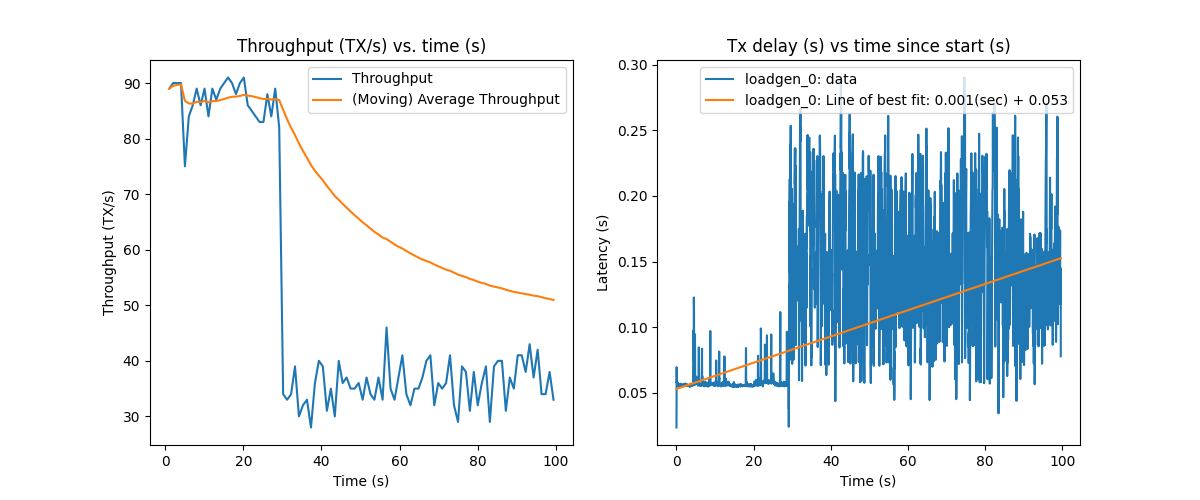 Throughput (TX/s) vs. time (s)
Throughput
(Moving) Average Throughput
90
80
70
60
50
40
30
Throughput (TX/s)
0
20
40
60
80
100
Time (s)
Tx delay (s) vs time since start (s)
loadgen_0: data
loadgen_0: Line of best fit: 0.001(sec) + 0.053
0.30
0.25
0.20
0.15
0.10
0.05
Latency (s)
0
20
40
60
80
100
Time (s)